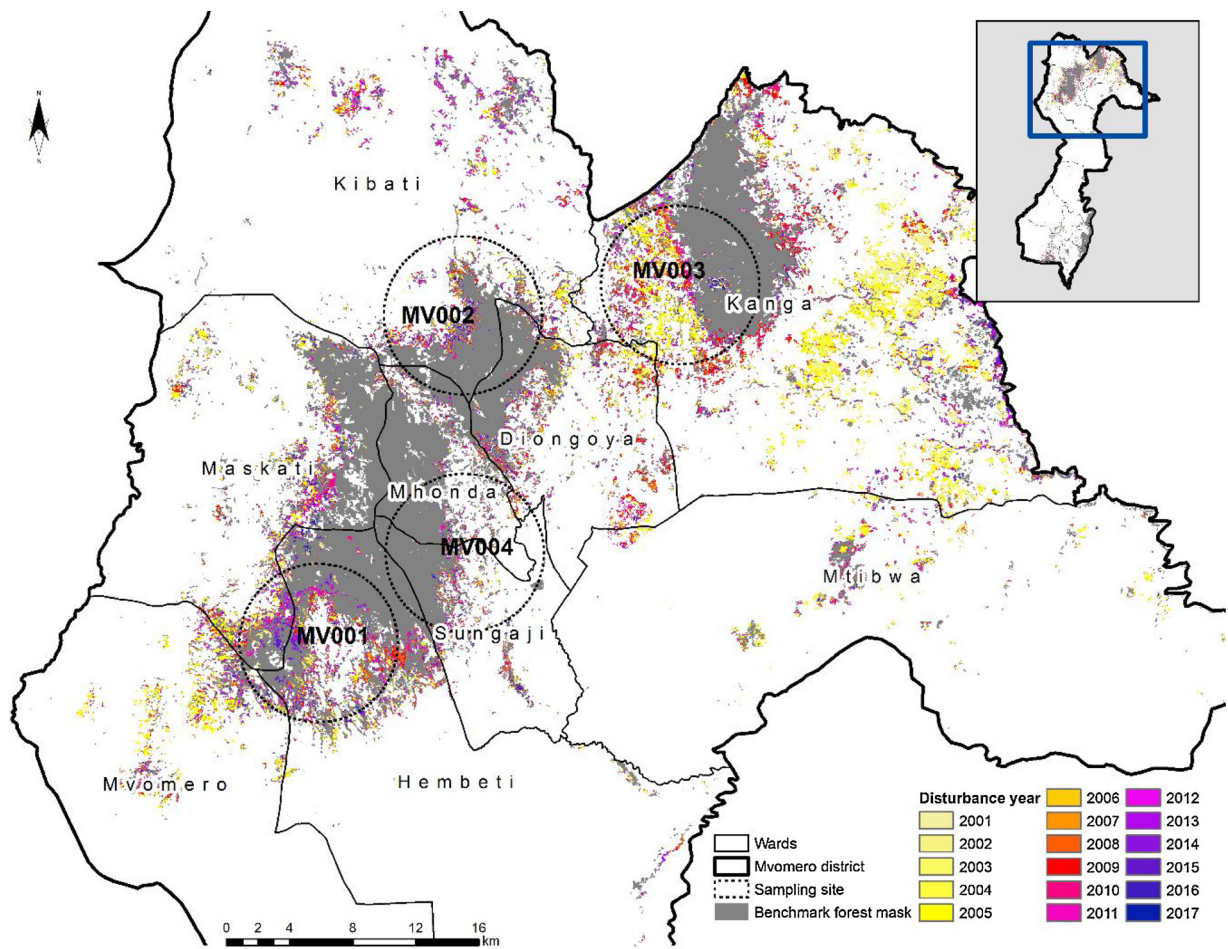 N
S
Kibati
MV003
MV002
Kanga
Diongoya
Maskati
Mhonda
MV004
Mtibwa
Sungaji
MV001
Mvomero
Hembeti
Disturbance year
2001
2002
2003
2004
2005
2006
2007
2008
2009
2010
2011
2012
2013
2014
2015
2016
2017
Wards
Mvomero district
Sampling site
Benchmark forest mask
0 2 4 8 12 16
km